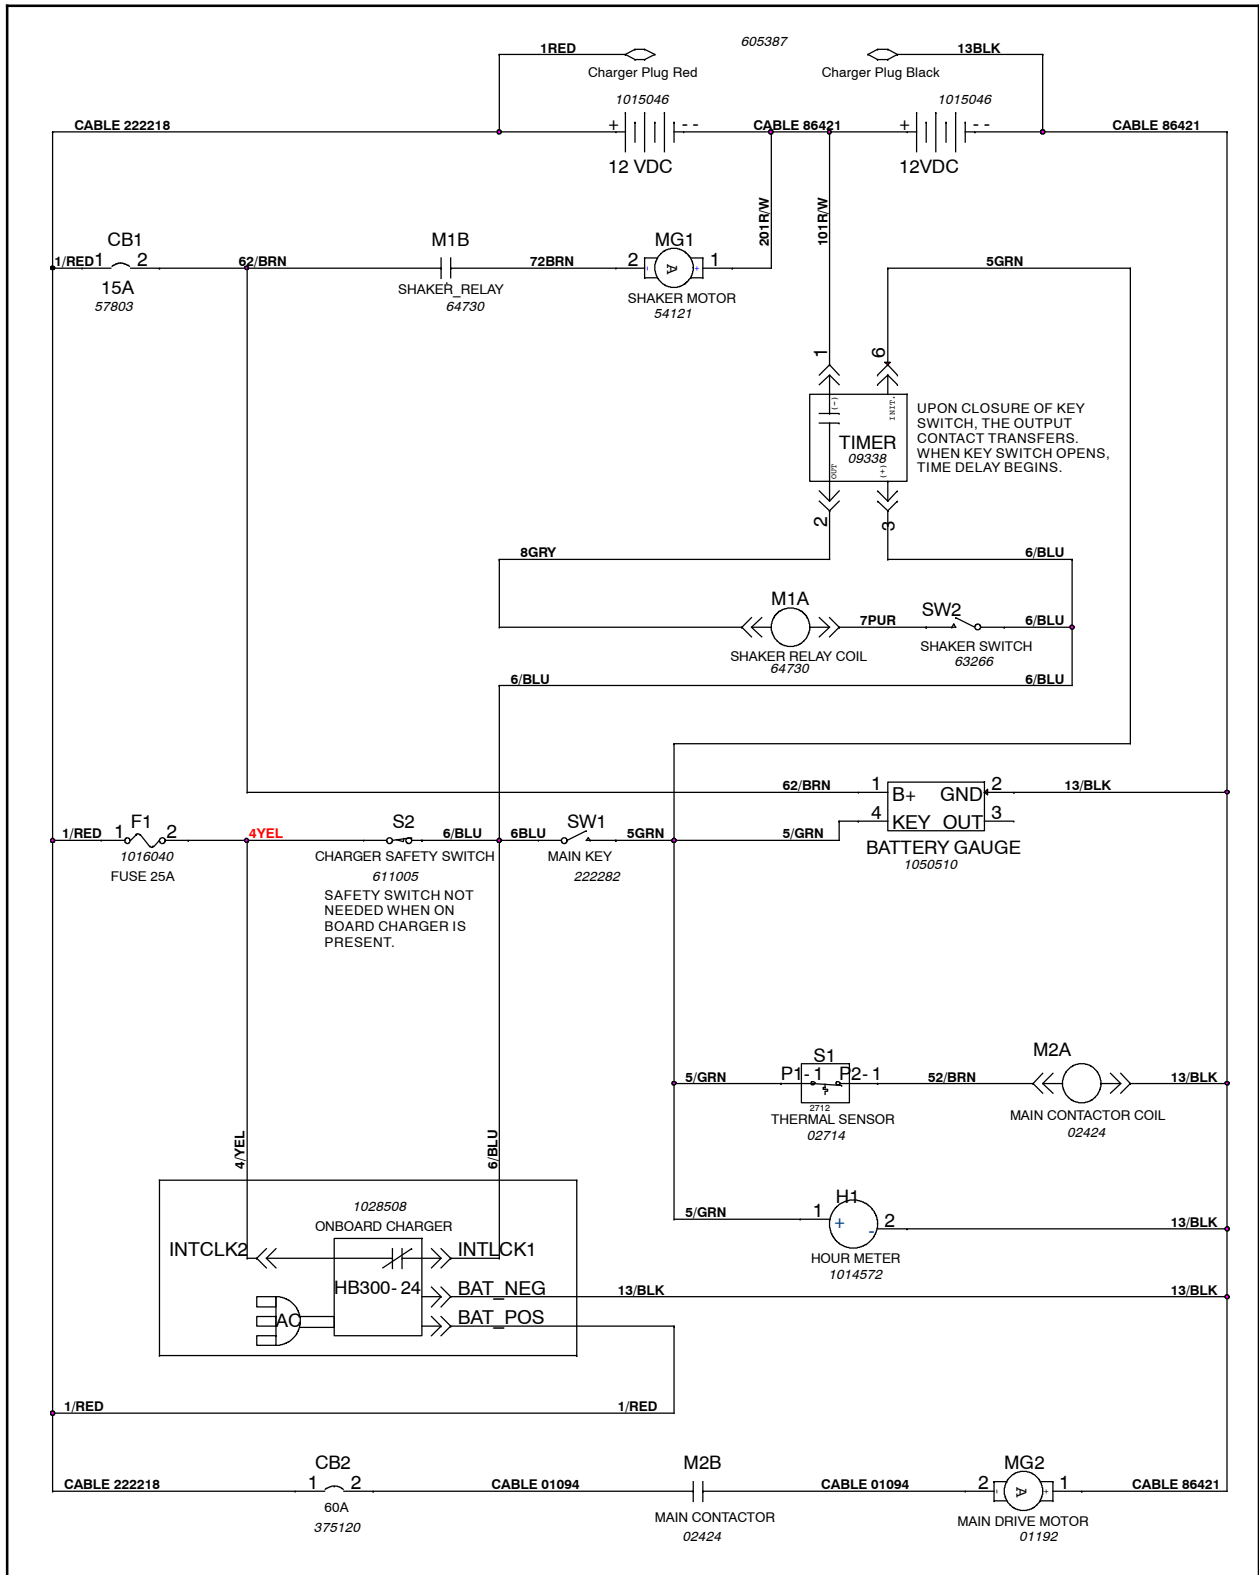 605387
1RED
13BLK
Charger Plug Red
Charger Plug Black
1015046
1015046
CABLE 222218
+
--
CABLE 86421
+
--
CABLE 86421
12 VDC
12VDC
201R/W
101R/W
CB1
M1B
MG1
1/RED
1
2
62/BRN
72BRN
2
A
1
5GRN
15A
57803
SHAKER_RELAY
64730
SHAKER MOTOR
54121
1
6
(-)
INIT.
TIMER
09338
OUT
(+)
UPON CLOSURE OF KEY
SWITCH, THE OUTPUT
CONTACT TRANSFERS.
WHEN KEY SWITCH OPENS,
TIME DELAY BEGINS.
2
3
8GRY
6/BLU
M1A
SW2
7PUR
6/BLU
SHAKER RELAY COIL
64730
SHAKER SWITCH
63266
6/BLU
6/BLU
62/BRN
1
B+
GND
2
13/BLK
F1
S2
SW1
1/RED
1
2
4YEL
6/BLU
6BLU
5GRN
5/GRN
4
KEY
OUT
3
1016040
FUSE 25A
CHARGER SAFETY SWITCH
611005
MAIN KEY
222282
BATTERY GAUGE
1050510
SAFETY SWITCH NOT
NEEDED WHEN ON
BOARD CHARGER IS
PRESENT.
S1
M2A
5/GRN
P1-1
P2-1
52/BRN
13/BLK
2712
THERMAL SENSOR
02714
MAIN CONTACTOR COIL
02424
4/YEL
6/BLU
1028508
ONBOARD CHARGER
H1
5/GRN
1
+
-
2
13/BLK
HOUR METER
1014572
INTCLK2
INTLCK1
HB300-24
BAT_NEG
13/BLK
13/BLK
AC
BAT_POS
1/RED
1/RED
CB2
M2B
MG2
CABLE 222218
1
2
CABLE 01094
CABLE 01094
2
A
1
CABLE 86421
60A
375120
MAIN CONTACTOR
02424
MAIN DRIVE MOTOR
01192